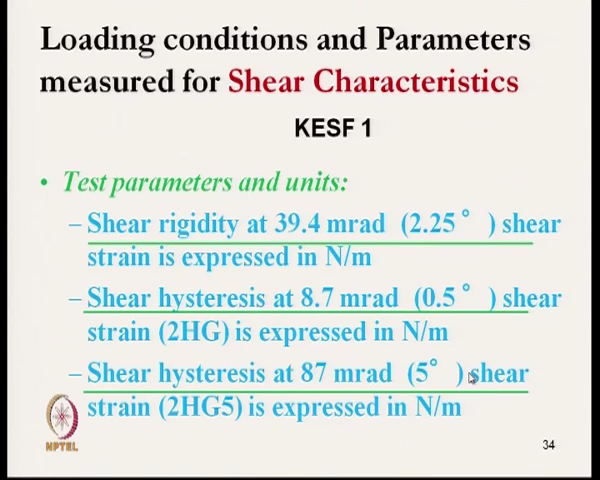 Loading conditions and Parameters
measured for Shear Characteristics
KESF 1
• Test parameters and units:
– Shear rigidity at 39.4 mrad (2.25° ) shear
strain is expressed in N/m
– Shear hysteresis at 8.7 mrad (0.5° ) shear
strain (2HG) is expressed in N/m
– Shear hysteresis at 87 mrad (5° ) shear
strain (2HG5) is expressed in N/m
NPTEL
34